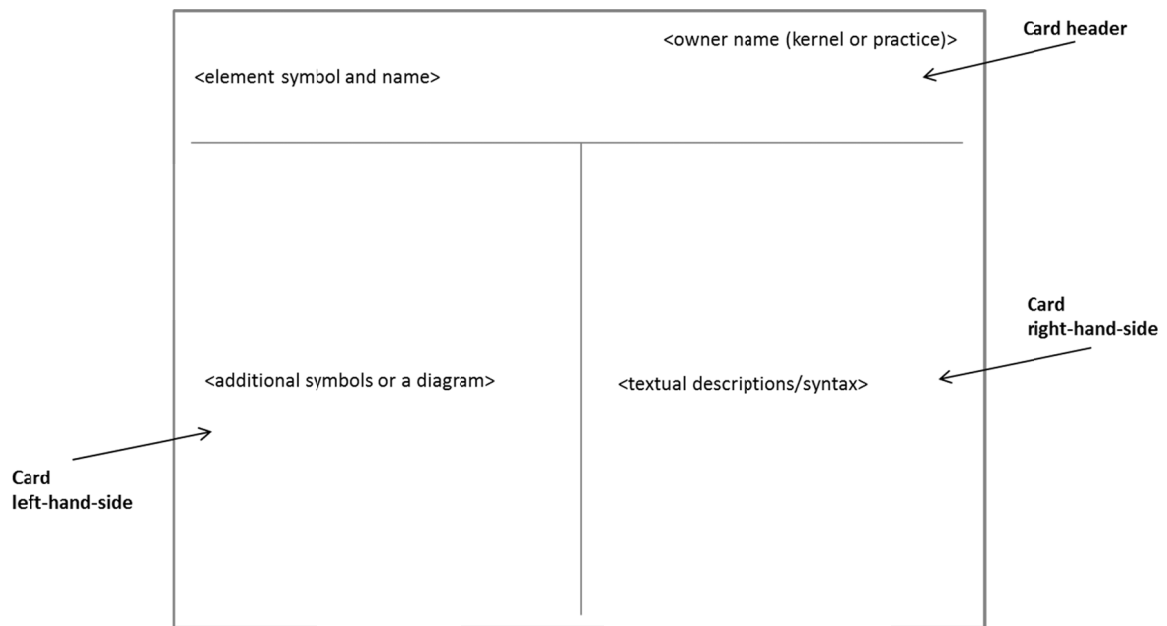 <owner name (kernel or practice)>
Card header
<element symbol and name>
Card
right-hand-side
<additional symbols or a diagram>
<textual descriptions/syntax>
Card
left-hand-side